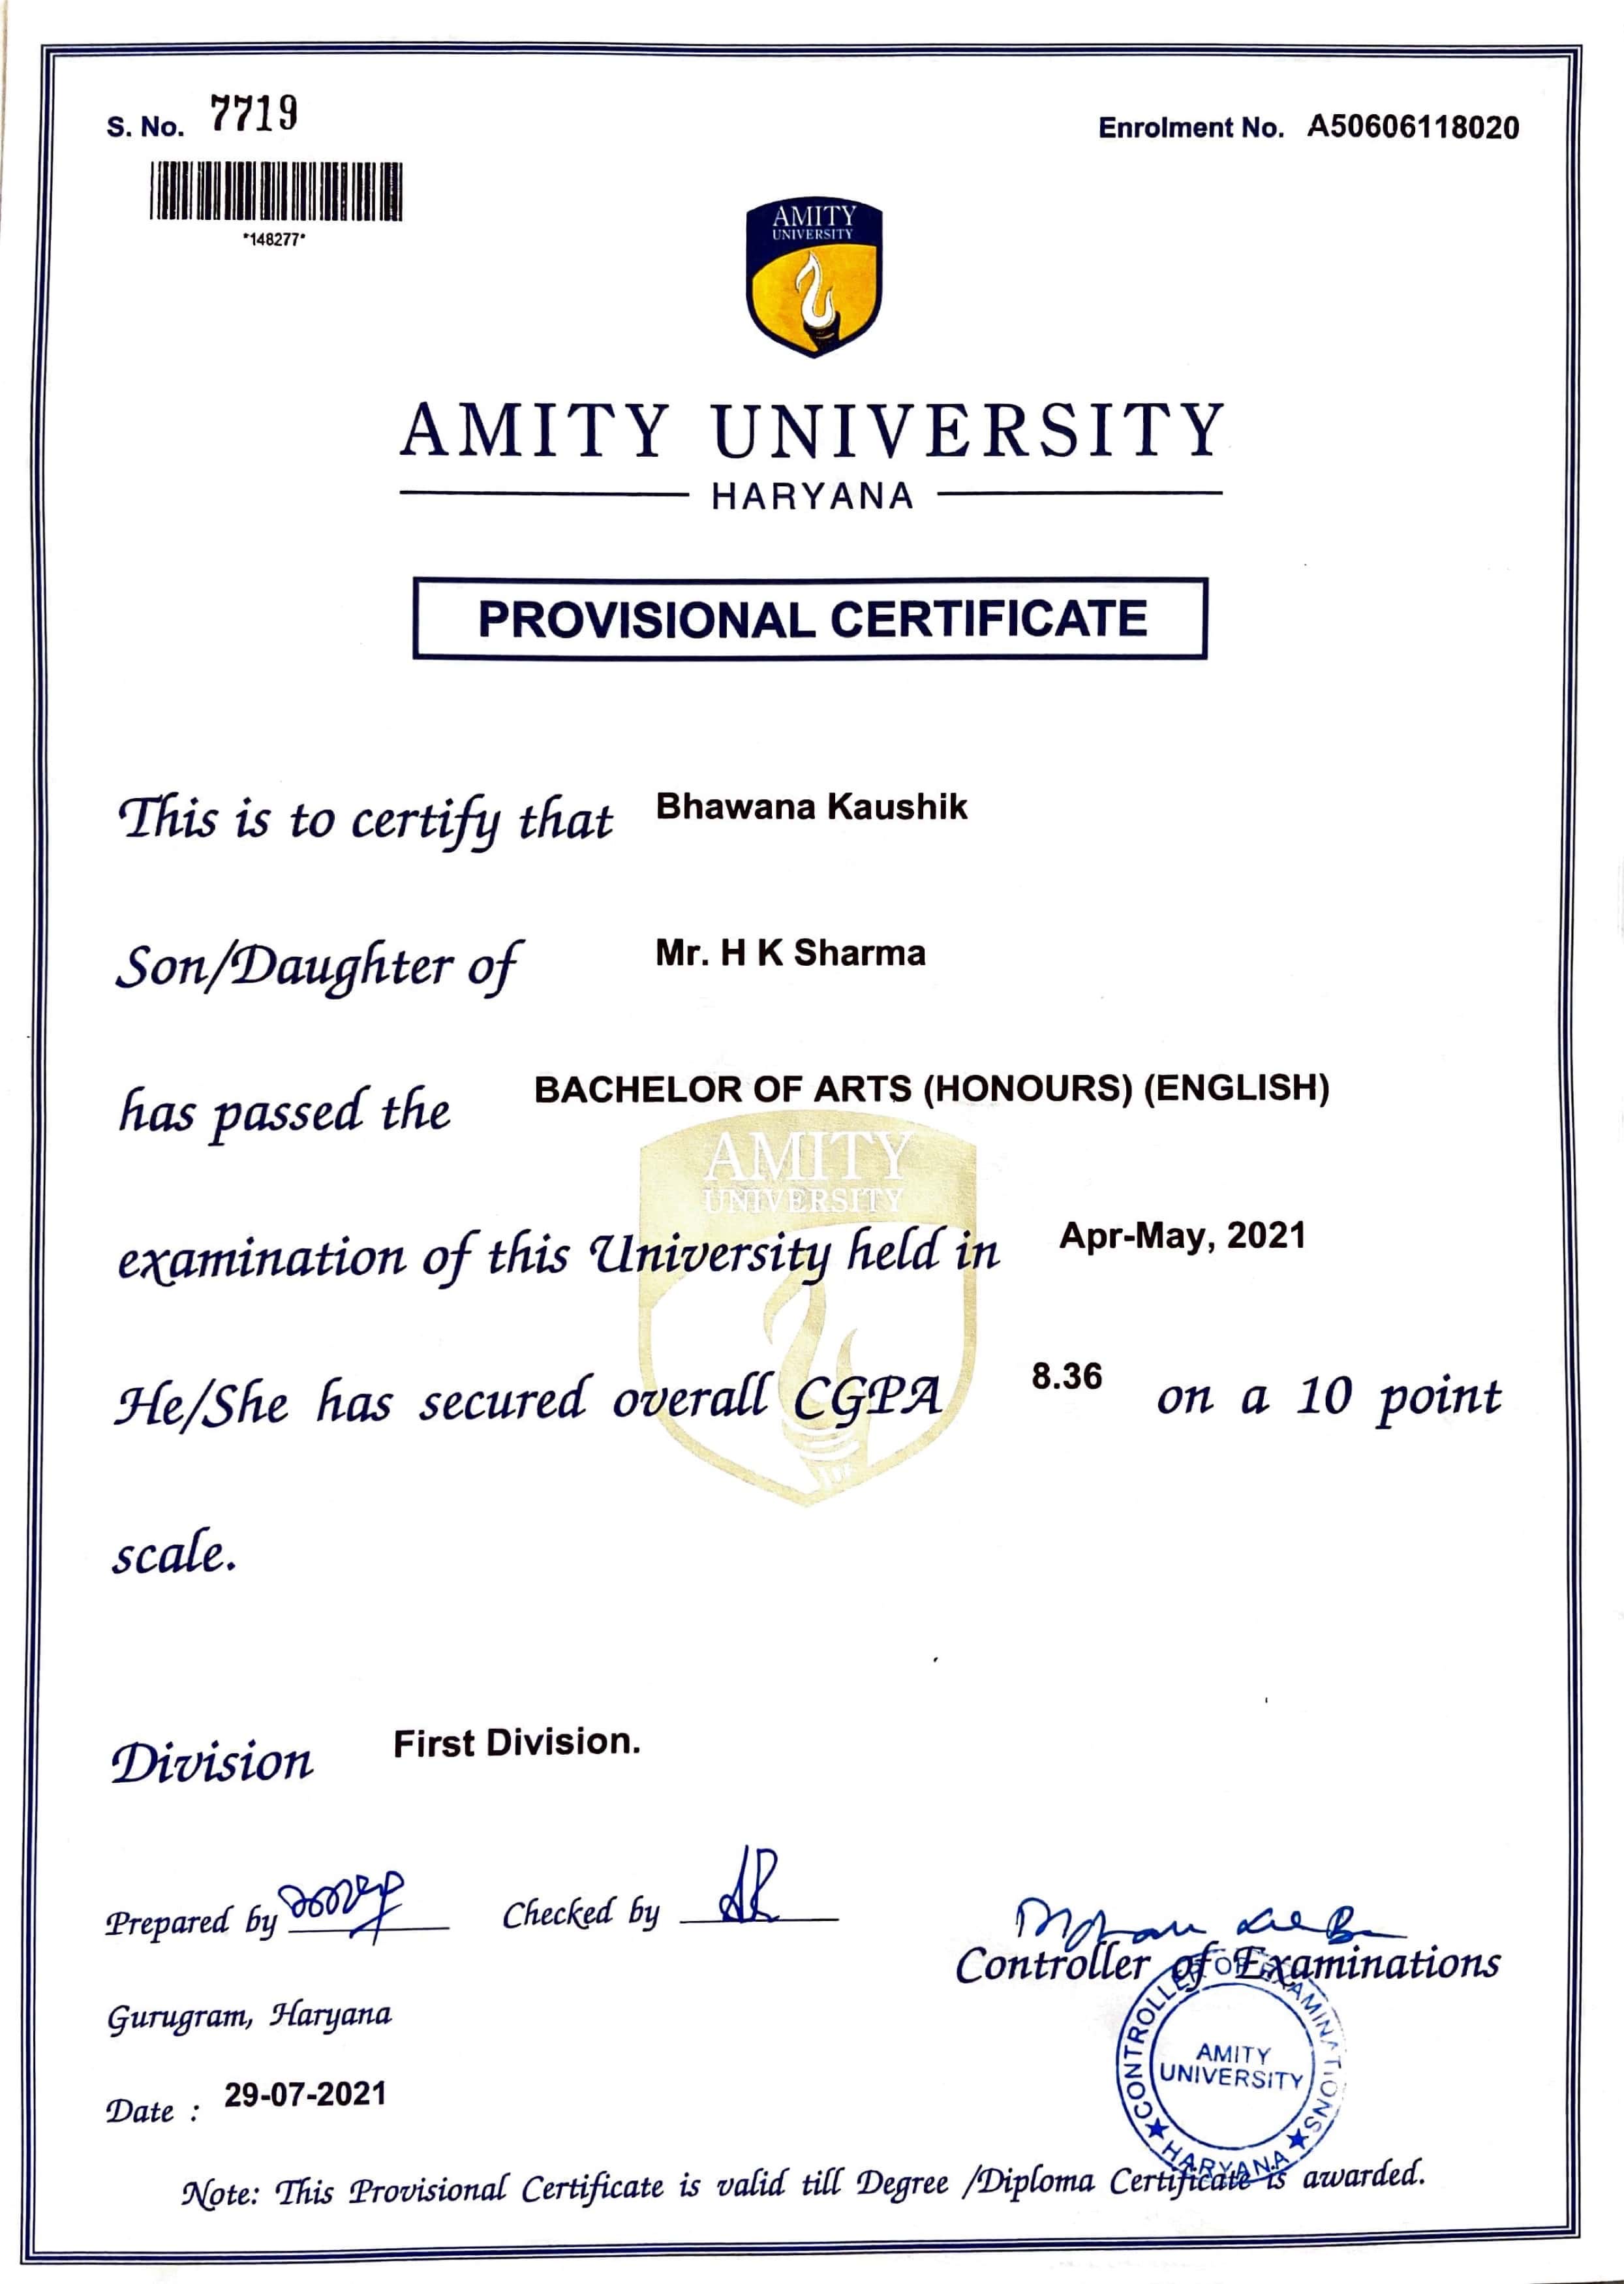 S. No. 7719
Enrolment No. A50606118020
*148277*
AMITY
UNIVERSITY
AMITY UNIVERSITY
HARYANA
PROVISIONAL CERTIFICATE
This is to certify that Bhawana Kaushik
Son/Daughter of Mr. H K Sharma
has passed the BACHELOR OF ARTS (HONOURS) (ENGLISH)
AMITY
UNIVERSITY
examination of this University held in Apr-May, 2021
He/She has secured overall CGPA 8.36 on a 10 point
scale.
Division First Division.
Prepared by
Checked by
Controller of Examinations
Gurugram, Haryana
CONTROLLER OF EXAMINATIONS
AMITY
UNIVERSITY
HARYANA
Date : 29-07-2021
Note: This Provisional Certificate is valid till Degree /Diploma Certificate is awarded.